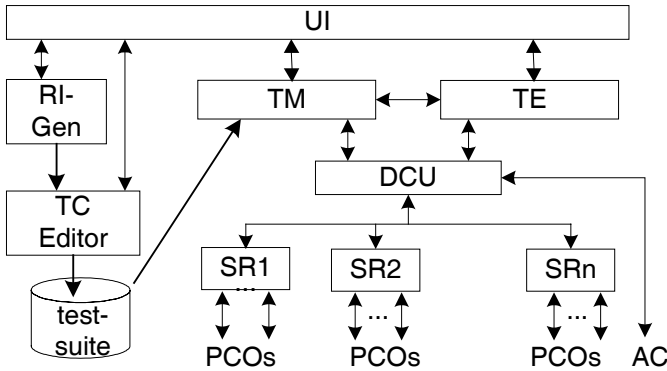 UI
RI-
Gen
TM
TE
TC
Editor
DCU
SR1
SR2
SRn
...
... ...
test-
suite
PCOs
PCOs
PCOs
AC